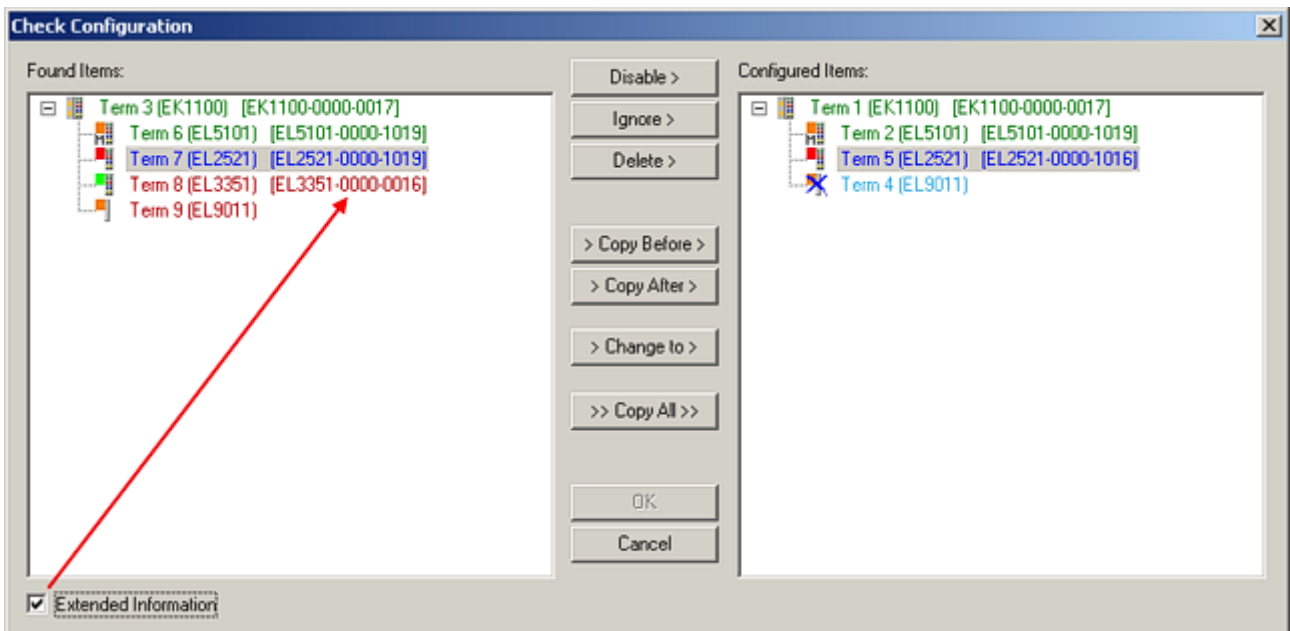 Check Configuration
Found Items:
Term 3 (EK1100) [EK1100-0000-0017]
Term 6 (EL5101) [EL5101-0000-1019]
Term 7 (EL2521) [EL2521-0000-1019]
Term 8 (EL3351) [EL3351-0000-0016]
Term 9 (EL9011)
Disable >
Ignore >
Delete >
> Copy Before >
> Copy After >
> Change to >
>> Copy All >>
OK
Cancel
Configured Items:
Term 1 (EK1100) [EK1100-0000-0017]
Term 2 (EL5101) [EL5101-0000-1019]
Term 5 (EL2521) [EL2521-0000-1016]
Term 4 (EL9011)
Extended Information